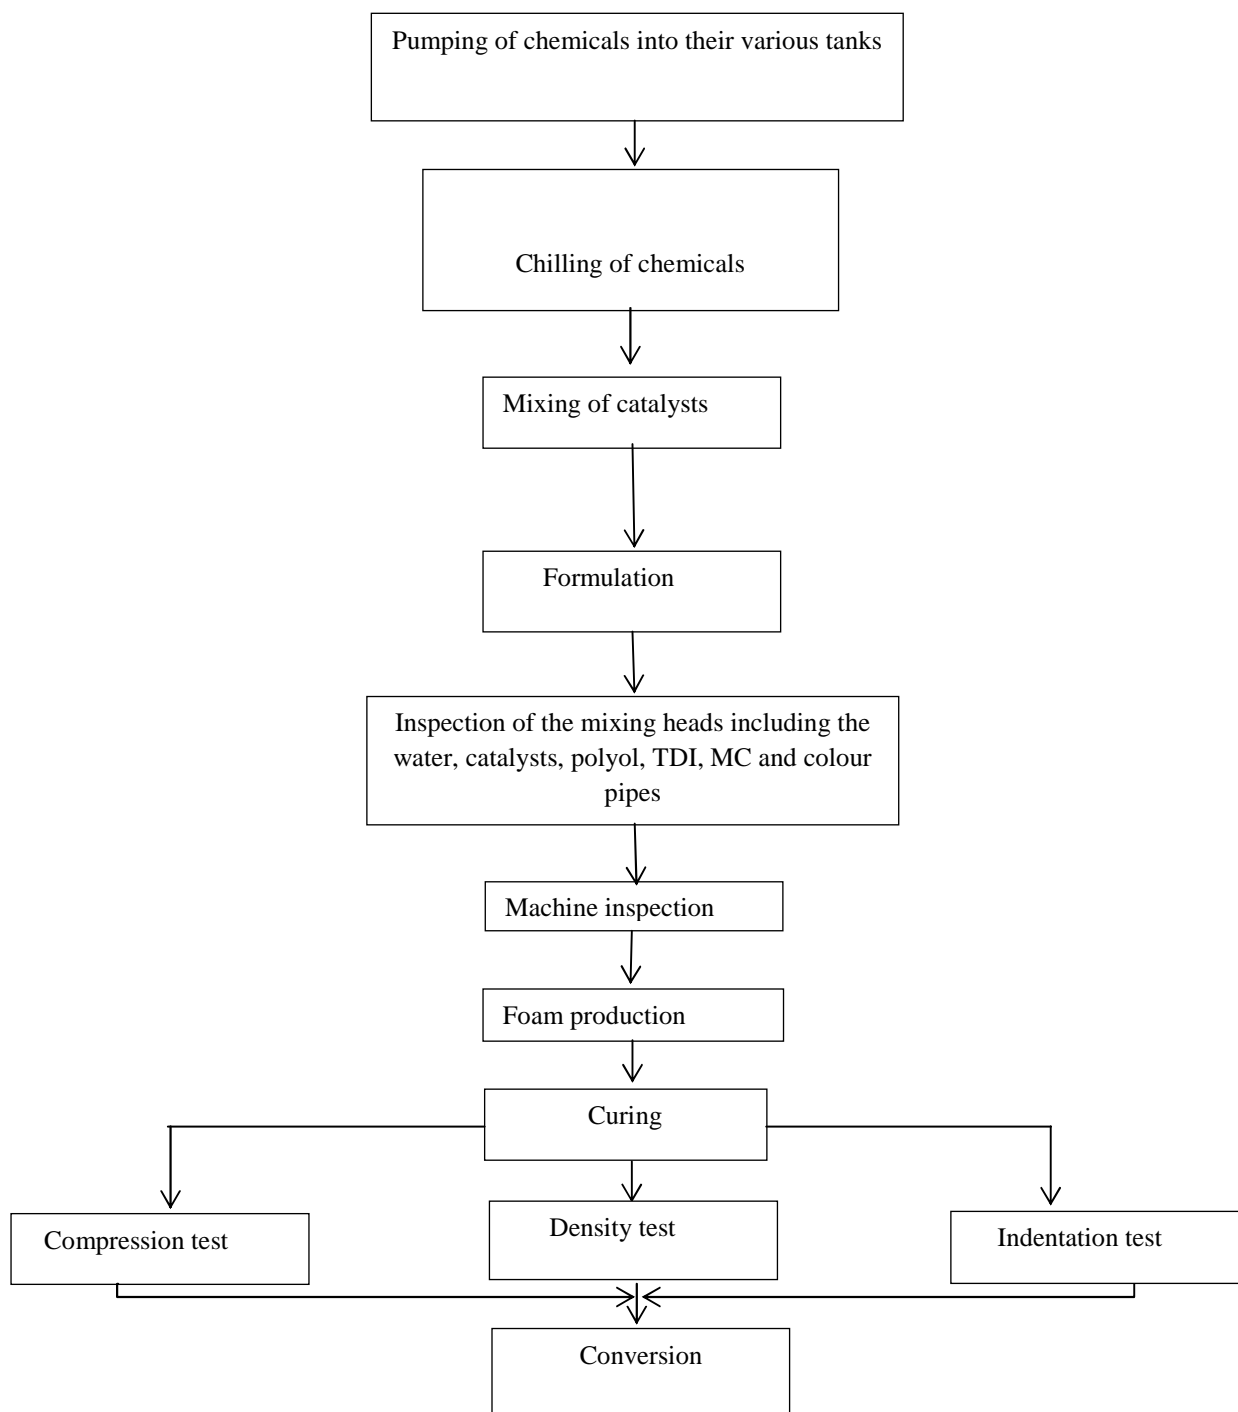 Pumping of chemicals into their various tanks
Chilling of chemicals
Mixing of catalysts
Formulation
Inspection of the mixing heads including the
water, catalysts, polyol, TDI, MC and colour
pipes
Machine inspection
Foam production
Curing
Compression test
Density test
Indentation test
Conversion